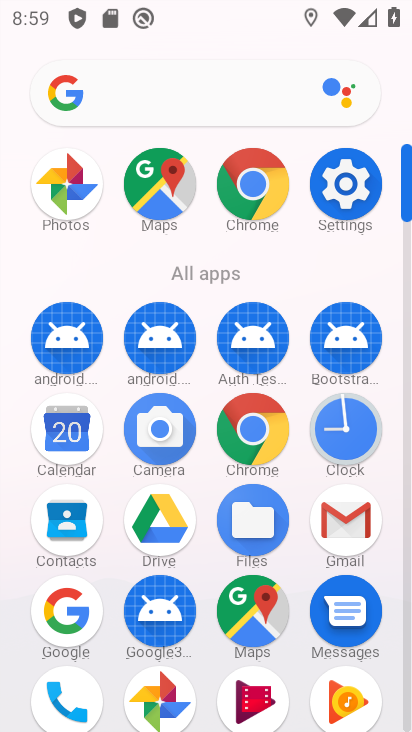 8:59
Photos Maps Chrome Settings
All apps
android.... android.... Auth Tes... Bootstra...
Calendar Camera Chrome Clock
Contacts Drive Files Gmail
Google Google3... Maps Messages